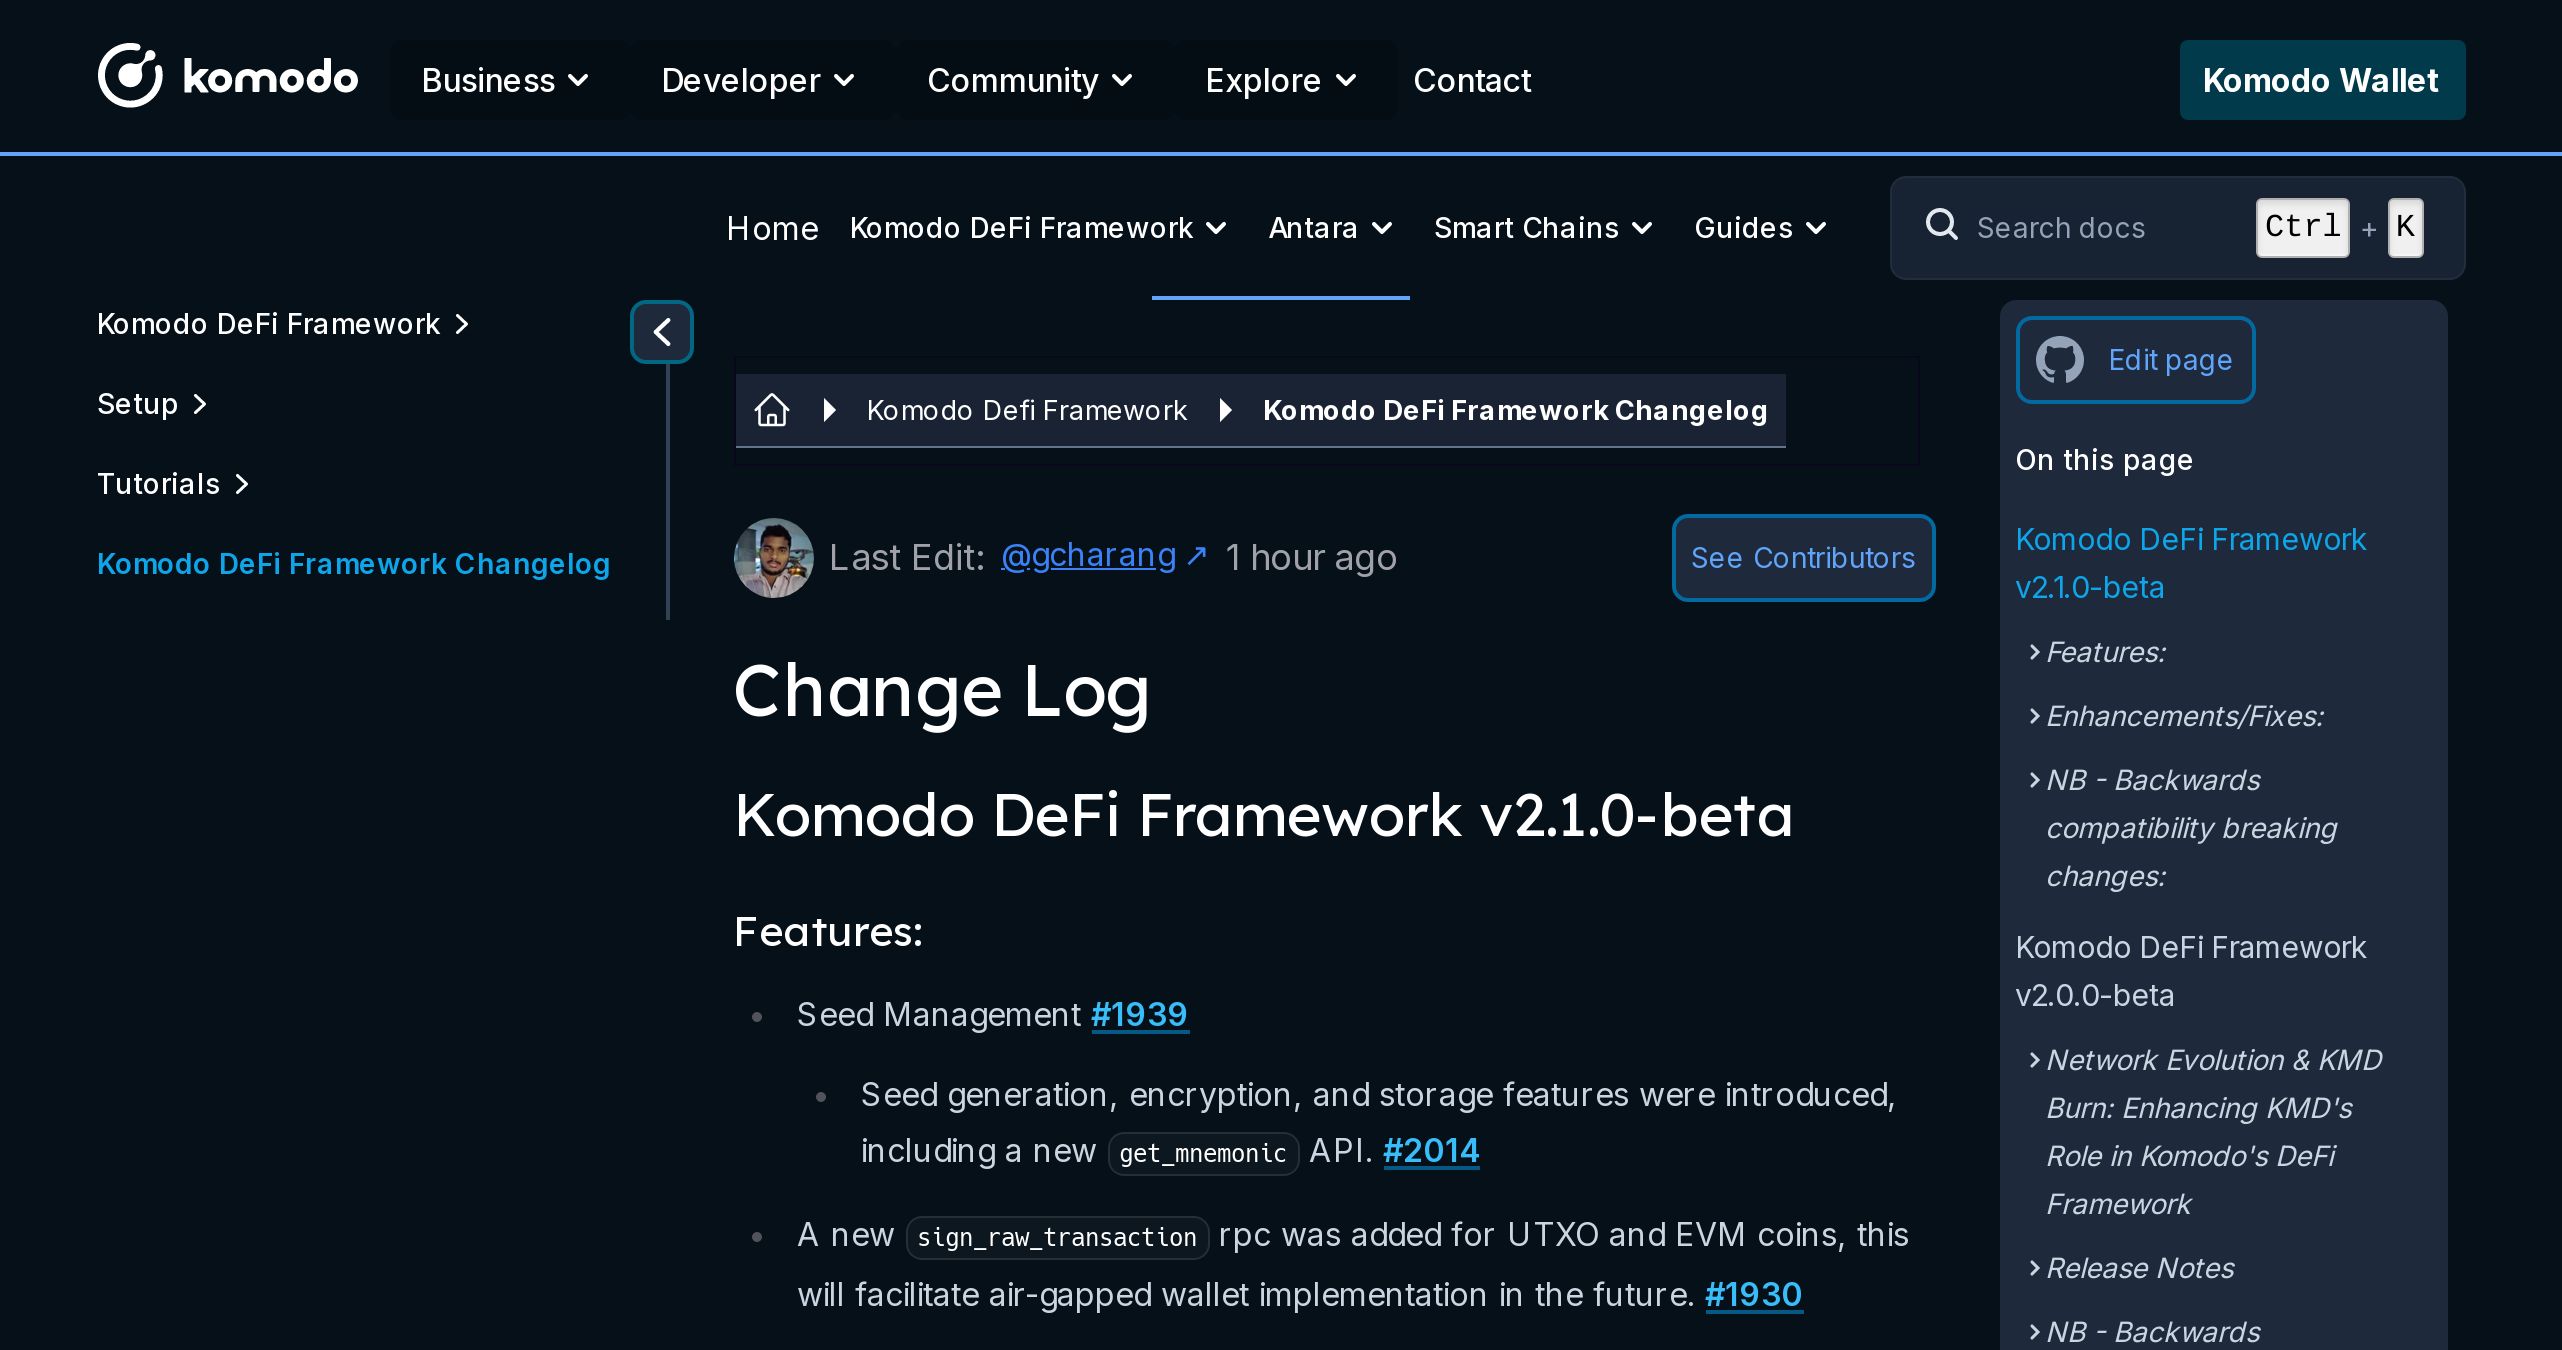 komodo Business Developer Community Explore Contact Komodo Wallet
Home Komodo DeFi Framework Antara Smart Chains Guides Search docs Ctrl + K
Komodo DeFi Framework
Setup
Tutorials
Komodo DeFi Framework Changelog
Komodo Defi Framework Komodo DeFi Framework Changelog
Last Edit: @gcharang ↗ 1 hour ago See Contributors
Change Log
Komodo DeFi Framework v2.1.0-beta
Features:
• Seed Management #1939
• Seed generation, encryption, and storage features were introduced,
including a new get_mnemonic API. #2014
• A new sign_raw_transaction rpc was added for UTXO and EVM coins, this
will facilitate air-gapped wallet implementation in the future. #1930
Edit page
On this page
Komodo DeFi Framework
v2.1.0-beta
Features:
Enhancements/Fixes:
NB - Backwards
compatibility breaking
changes:
Komodo DeFi Framework
v2.0.0-beta
Network Evolution & KMD
Burn: Enhancing KMD's
Role in Komodo's DeFi
Framework
Release Notes
NB - Backwards